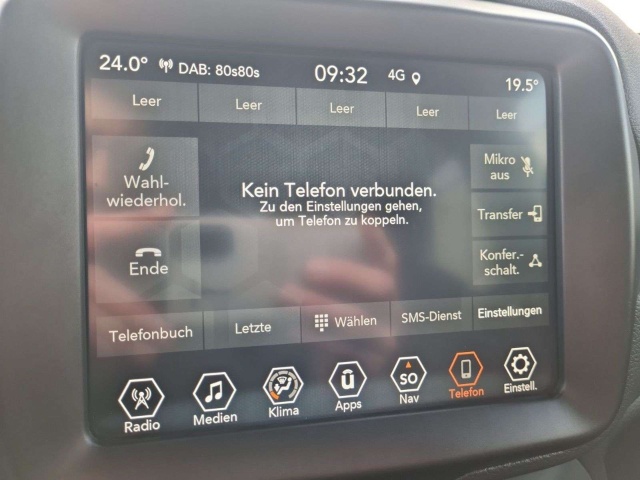 24.0° DAB: 80s80s 09:32 4G 19.5°
Leer Leer Leer Leer Leer
Wahl-
wiederhol.
Ende
Kein Telefon verbunden.
Zu den Einstellungen gehen,
um Telefon zu koppeln.
Mikro
aus
Transfer
Konfer.-
schalt.
Telefonbuch Letzte Wählen SMS-Dienst Einstellungen
Radio Medien Klima Apps SO Nav Telefon Einstell.